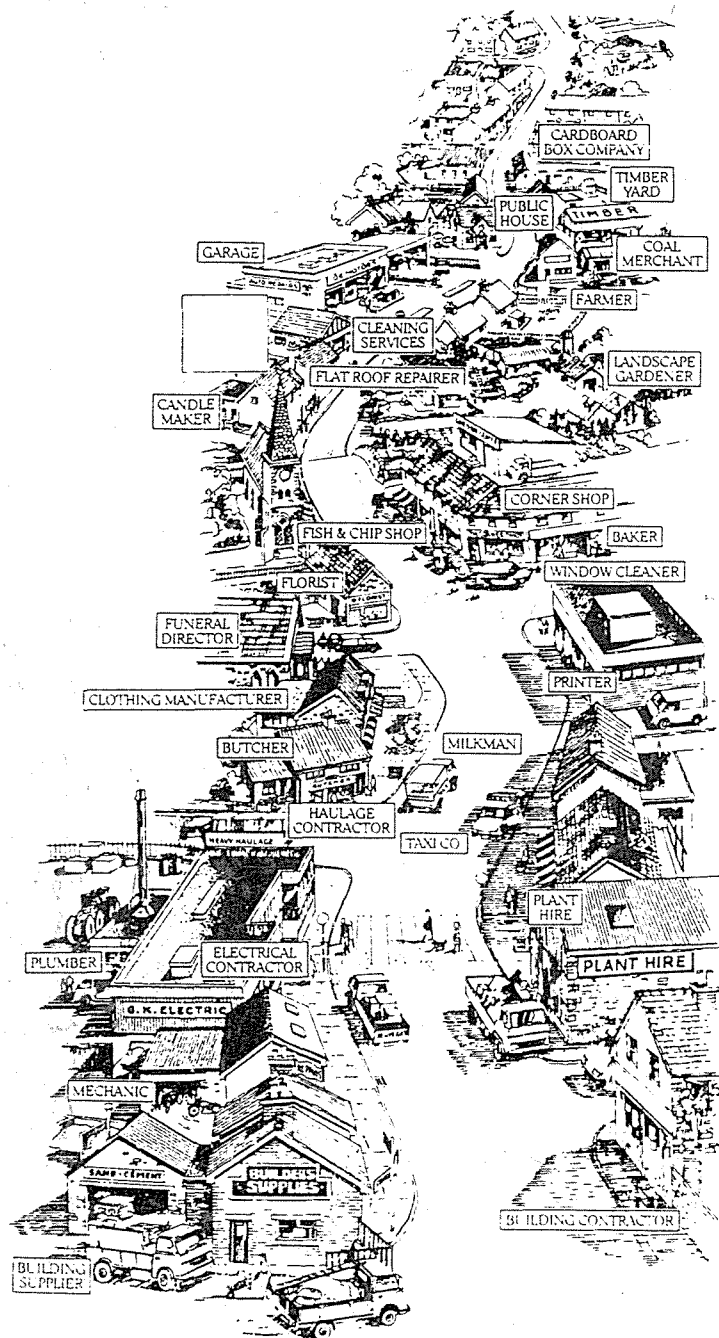 CARDBOARD
BOX COMPANY
TIMBER
YARD
PUBLIC
HOUSE
TIMBER
GARAGE
COAL
MERCHANT
FARMER
CLEANING
SERVICES
FLAT ROOF REPAIRER
LANDSCAPE
GARDENER
CANDLE
MAKER
CORNER SHOP
FISH & CHIP SHOP
BAKER
FLORIST
WINDOW CLEANER
FUNERAL
DIRECTOR
CLOTHING MANUFACTURER
PRINTER
BUTCHER
MILKMAN
HAULAGE
CONTRACTOR
HEAVY HAULAGE
TAXI CO
PLANT
HIRE
PLUMBER
ELECTRICAL
CONTRACTOR
PLANT HIRE
G.K. ELECTRIC
MECHANIC
SAND-CEMENT
BUILDERS
SUPPLIES
BUILDING CONTRACTOR
BUILDING
SUPPLIER